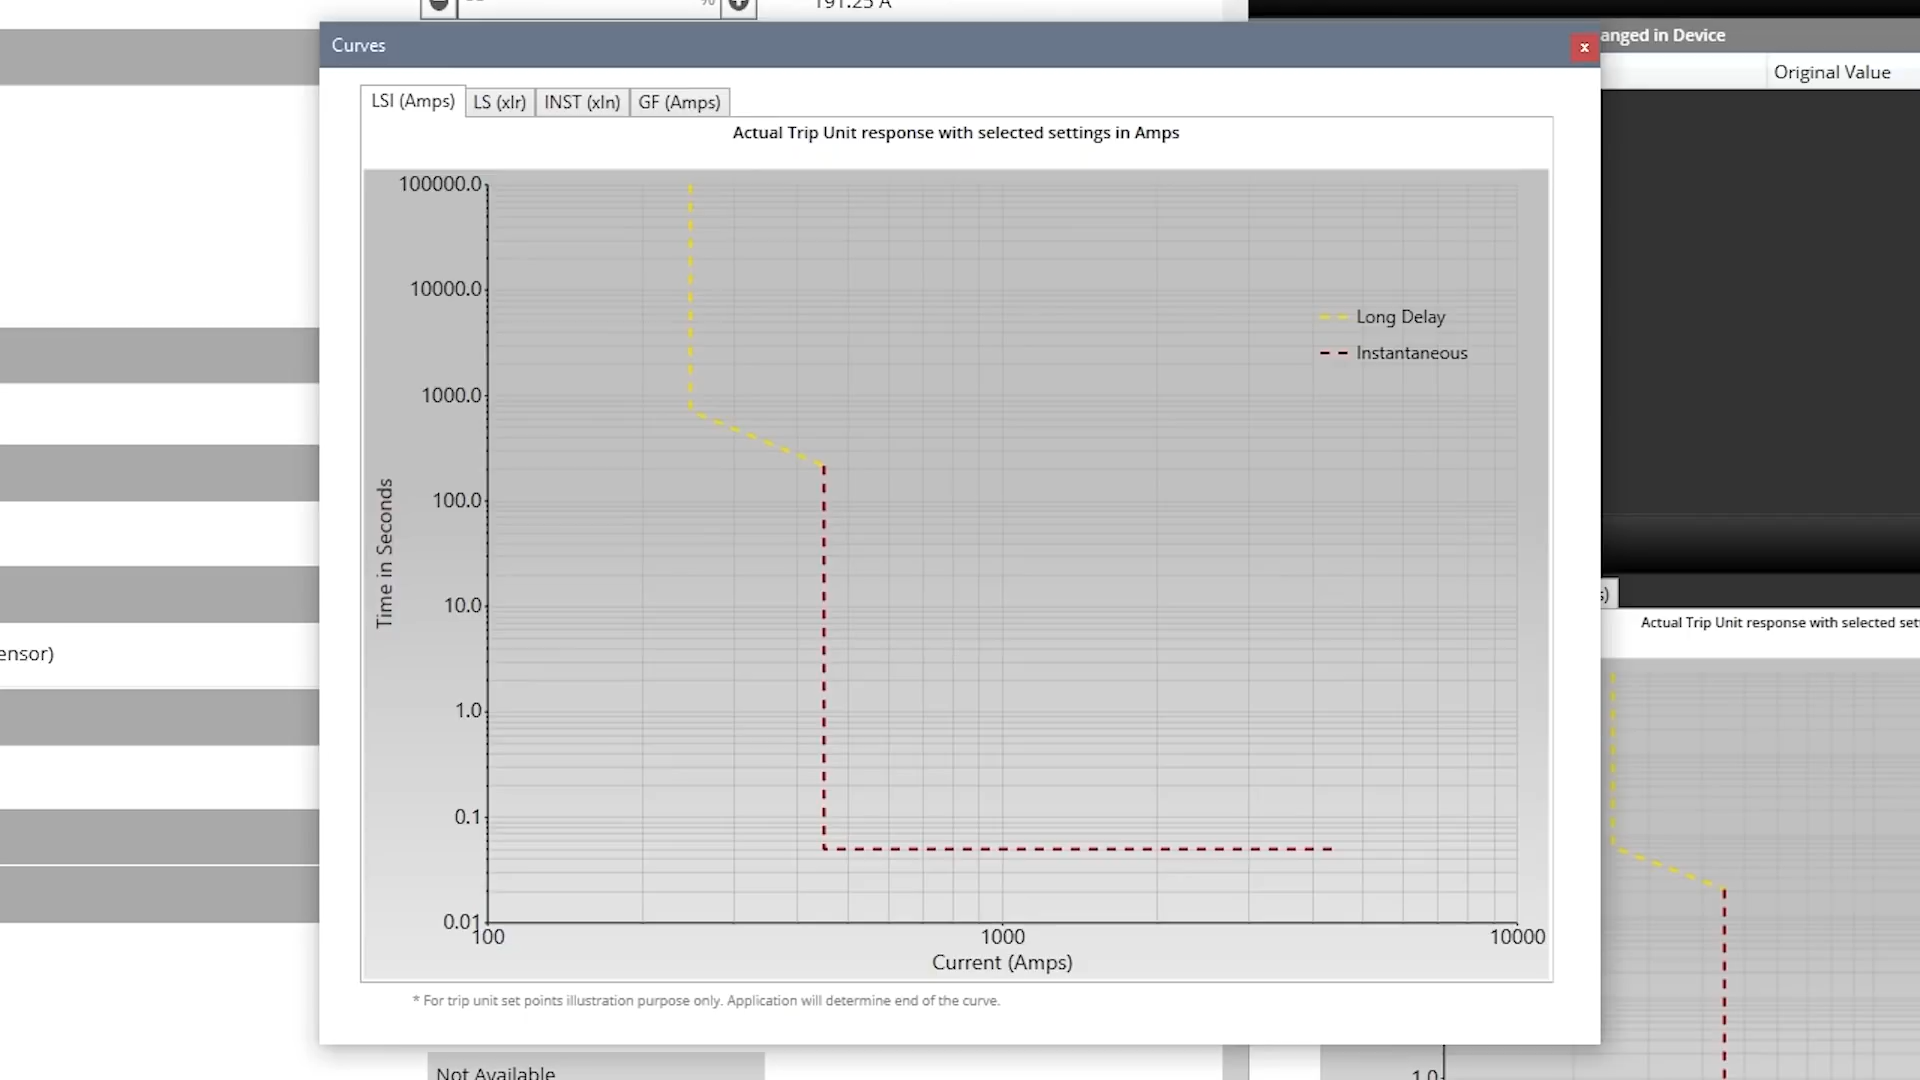 %
191.25 A
Curves
x
anged in Device
Original Value
LSI (Amps)
LS (xIr)
INST (xIn)
GF (Amps)
Actual Trip Unit response with selected settings in Amps
100000.0
10000.0
1000.0
100.0
10.0
1.0
0.1
0.01
Time in Seconds
Long Delay
Instantaneous
100
1000
10000
Current (Amps)
* For trip unit set points illustration purpose only. Application will determine end of the curve.
ensor)
s)
Actual Trip Unit response with selected set
Not Available
1.0